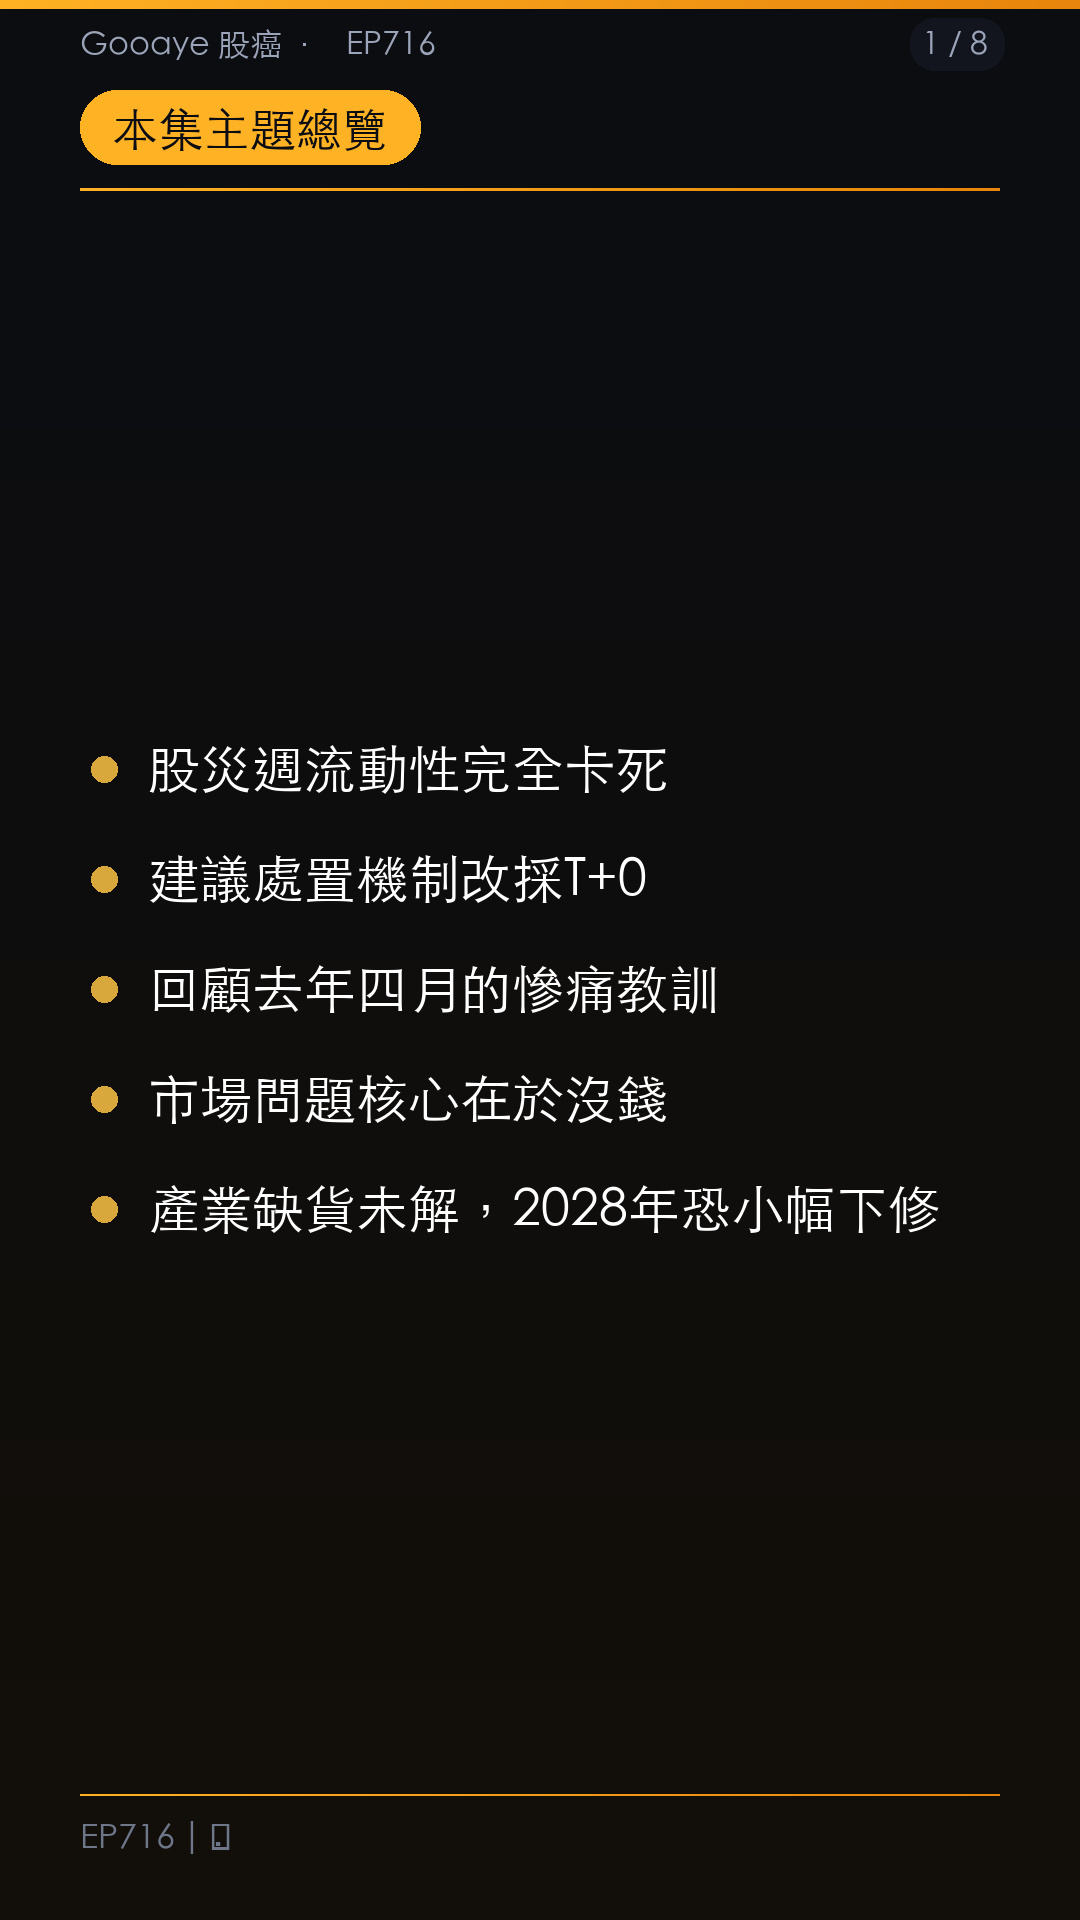 Gooaye 股癌 · EP716
1 / 8
本集主題總覽
股災週流動性完全卡死
建議處置機制改採T+0
回顧去年四月的慘痛教訓
市場問題核心在於沒錢
產業缺貨未解，2028年恐小幅下修
EP716 |